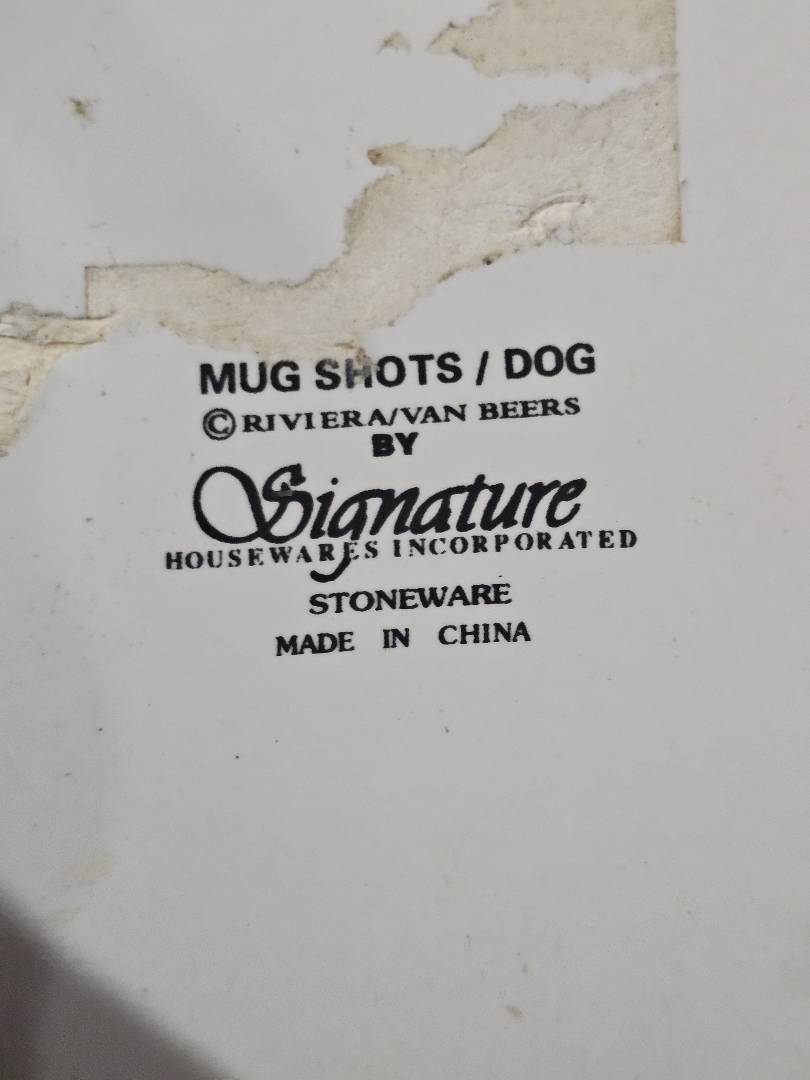 MUG SHOTS / DOG
© RIVIERA/VAN BEERS
BY
Signature
HOUSEWARES INCORPORATED
STONEWARE
MADE IN CHINA